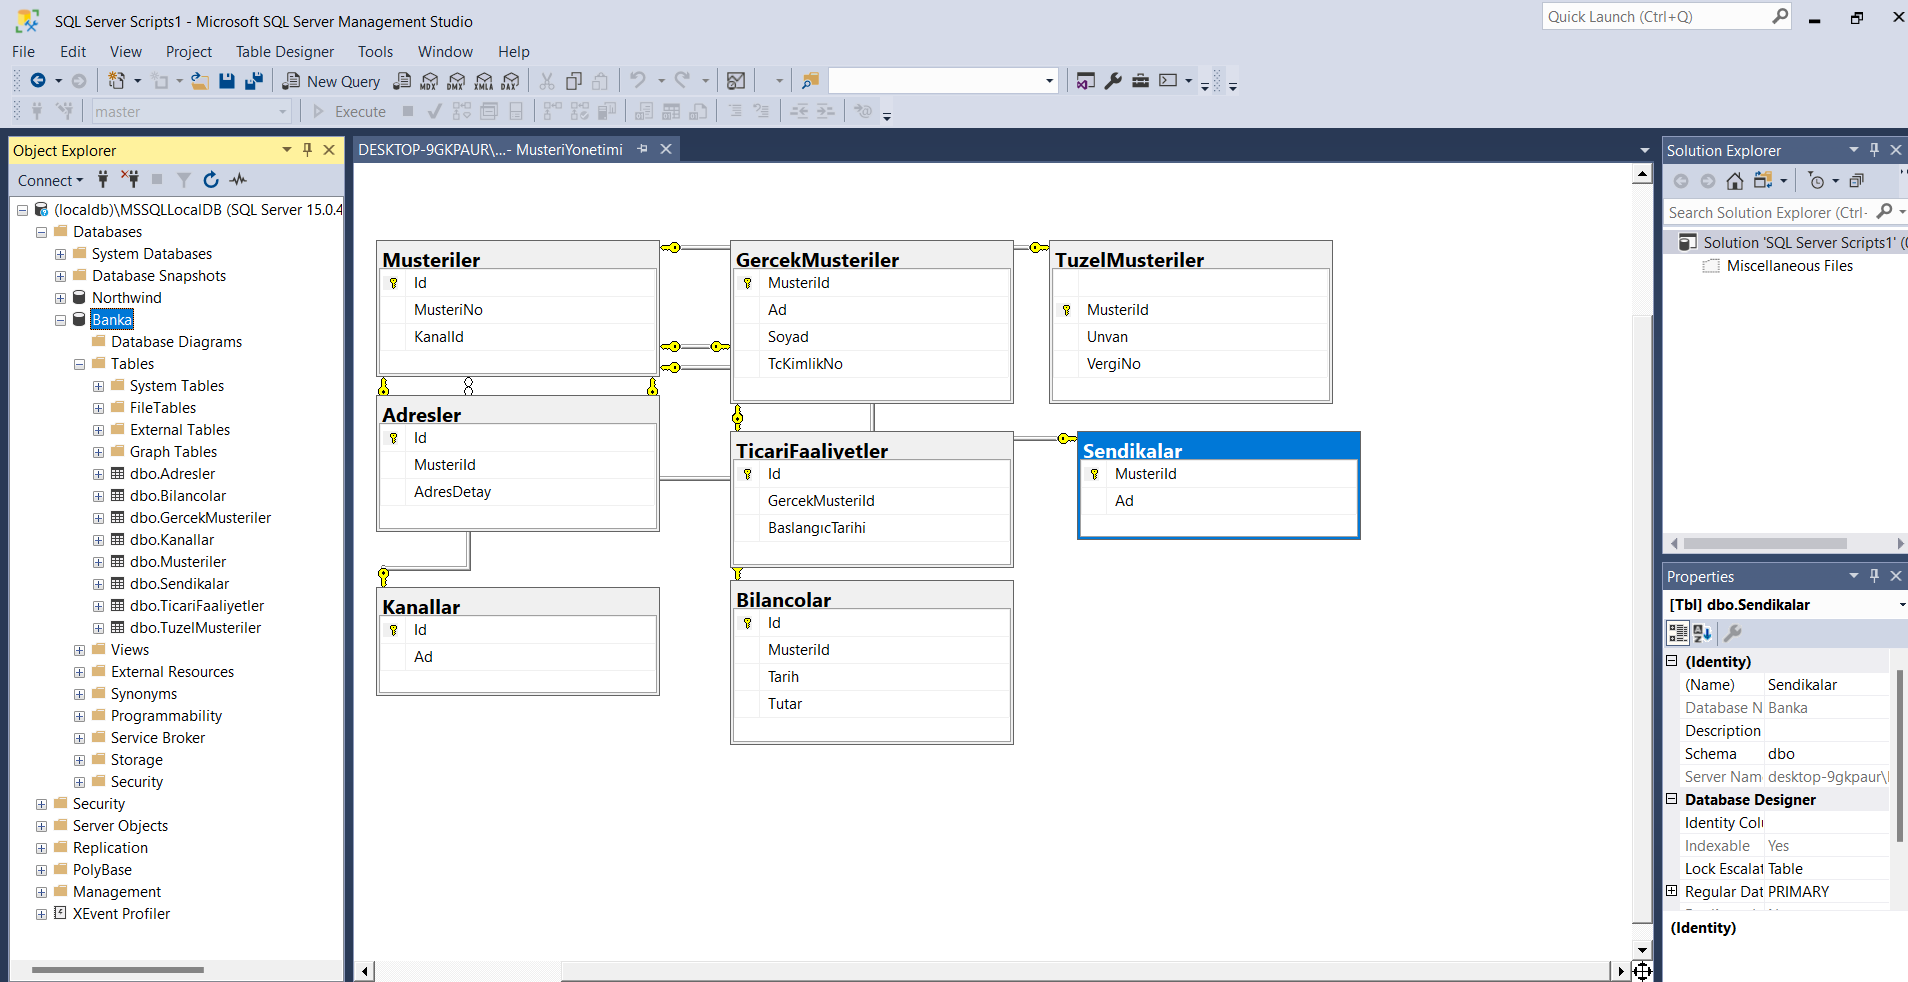 SQL Server Scripts1 - Microsoft SQL Server Management Studio
Quick Launch (Ctrl+Q)
File Edit View Project Table Designer Tools Window Help
New Query MDX DMX XMLA DAX
master Execute
Object Explorer
Connect
(localdb)\MSSQLLocalDB (SQL Server 15.0.4
Databases
System Databases
Database Snapshots
Northwind
Banka
Database Diagrams
Tables
System Tables
FileTables
External Tables
Graph Tables
dbo.Adresler
dbo.Bilancolar
dbo.GercekMusteriler
dbo.Kanallar
dbo.Musteriler
dbo.Sendikalar
dbo.TicariFaaliyetler
dbo.TuzelMusteriler
Views
External Resources
Synonyms
Programmability
Service Broker
Storage
Security
Security
Server Objects
Replication
PolyBase
Management
XEvent Profiler
DESKTOP-9GKPAUR\...- MusteriYonetimi
Musteriler
Id
MusteriNo
KanalId
GercekMusteriler
MusteriId
Ad
Soyad
TcKimlikNo
TuzelMusteriler
MusteriId
Unvan
VergiNo
Adresler
Id
MusteriId
AdresDetay
TicariFaaliyetler
Id
GercekMusteriId
BaslangıcTarihi
Sendikalar
MusteriId
Ad
Kanallar
Id
Ad
Bilancolar
Id
MusteriId
Tarih
Tutar
Solution Explorer
Search Solution Explorer (Ctrl-
Solution 'SQL Server Scripts1' (0
Miscellaneous Files
Properties
[Tbl] dbo.Sendikalar
(Identity)
(Name) Sendikalar
Database N Banka
Description
Schema dbo
Server Nam desktop-9gkpaur\
Database Designer
Identity Colu
Indexable Yes
Lock Escalat Table
Regular Dat PRIMARY
(Identity)